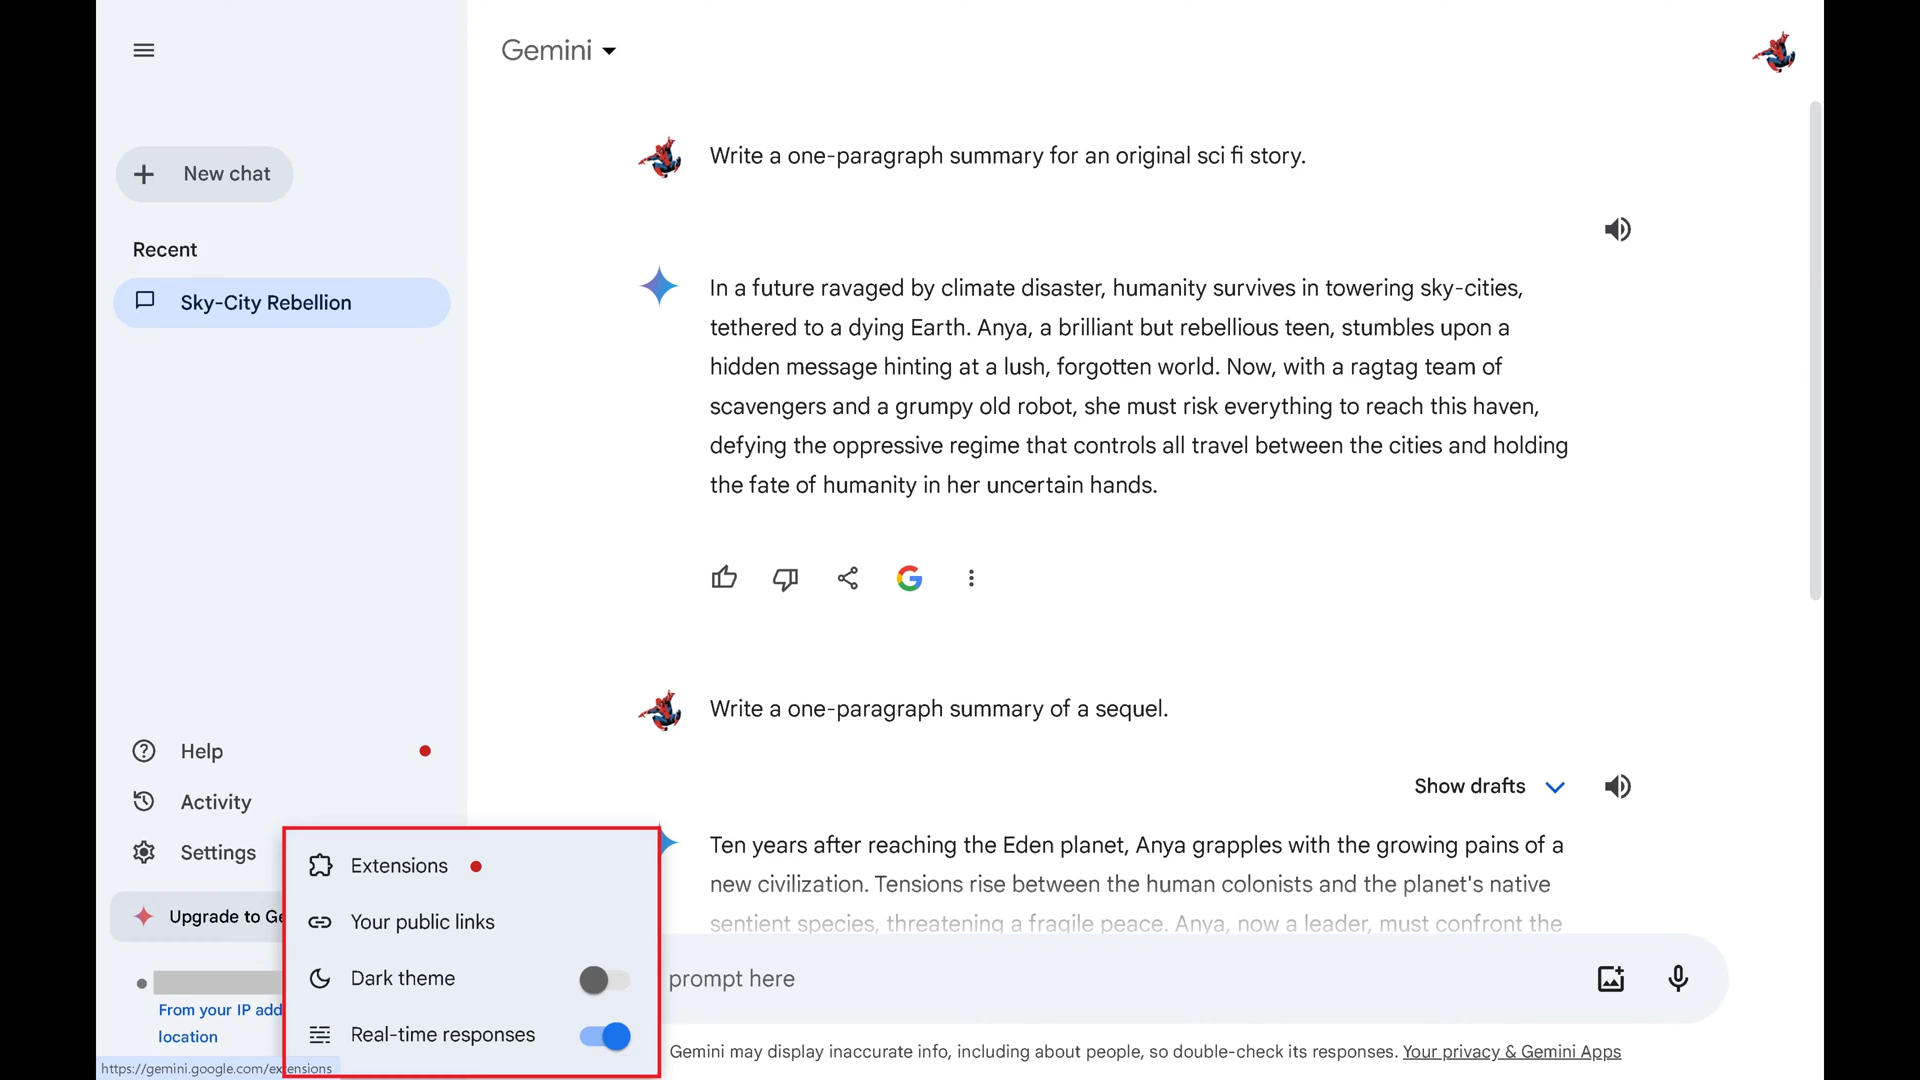 Gemini
New chat
Recent
Sky-City Rebellion
Write a one-paragraph summary for an original sci fi story.
In a future ravaged by climate disaster, humanity survives in towering sky-cities,
tethered to a dying Earth. Anya, a brilliant but rebellious teen, stumbles upon a
hidden message hinting at a lush, forgotten world. Now, with a ragtag team of
scavengers and a grumpy old robot, she must risk everything to reach this haven,
defying the oppressive regime that controls all travel between the cities and holding
the fate of humanity in her uncertain hands.
Write a one-paragraph summary of a sequel.
Show drafts
Ten years after reaching the Eden planet, Anya grapples with the growing pains of a
new civilization. Tensions rise between the human colonists and the planet's native
sentient species, threatening a fragile peace. Anya, now a leader, must confront the
prompt here
Gemini may display inaccurate info, including about people, so double-check its responses. Your privacy & Gemini Apps
Help
Activity
Settings
Upgrade to Ge
From your IP add
location
Extensions
Your public links
Dark theme
Real-time responses
https://gemini.google.com/extensions